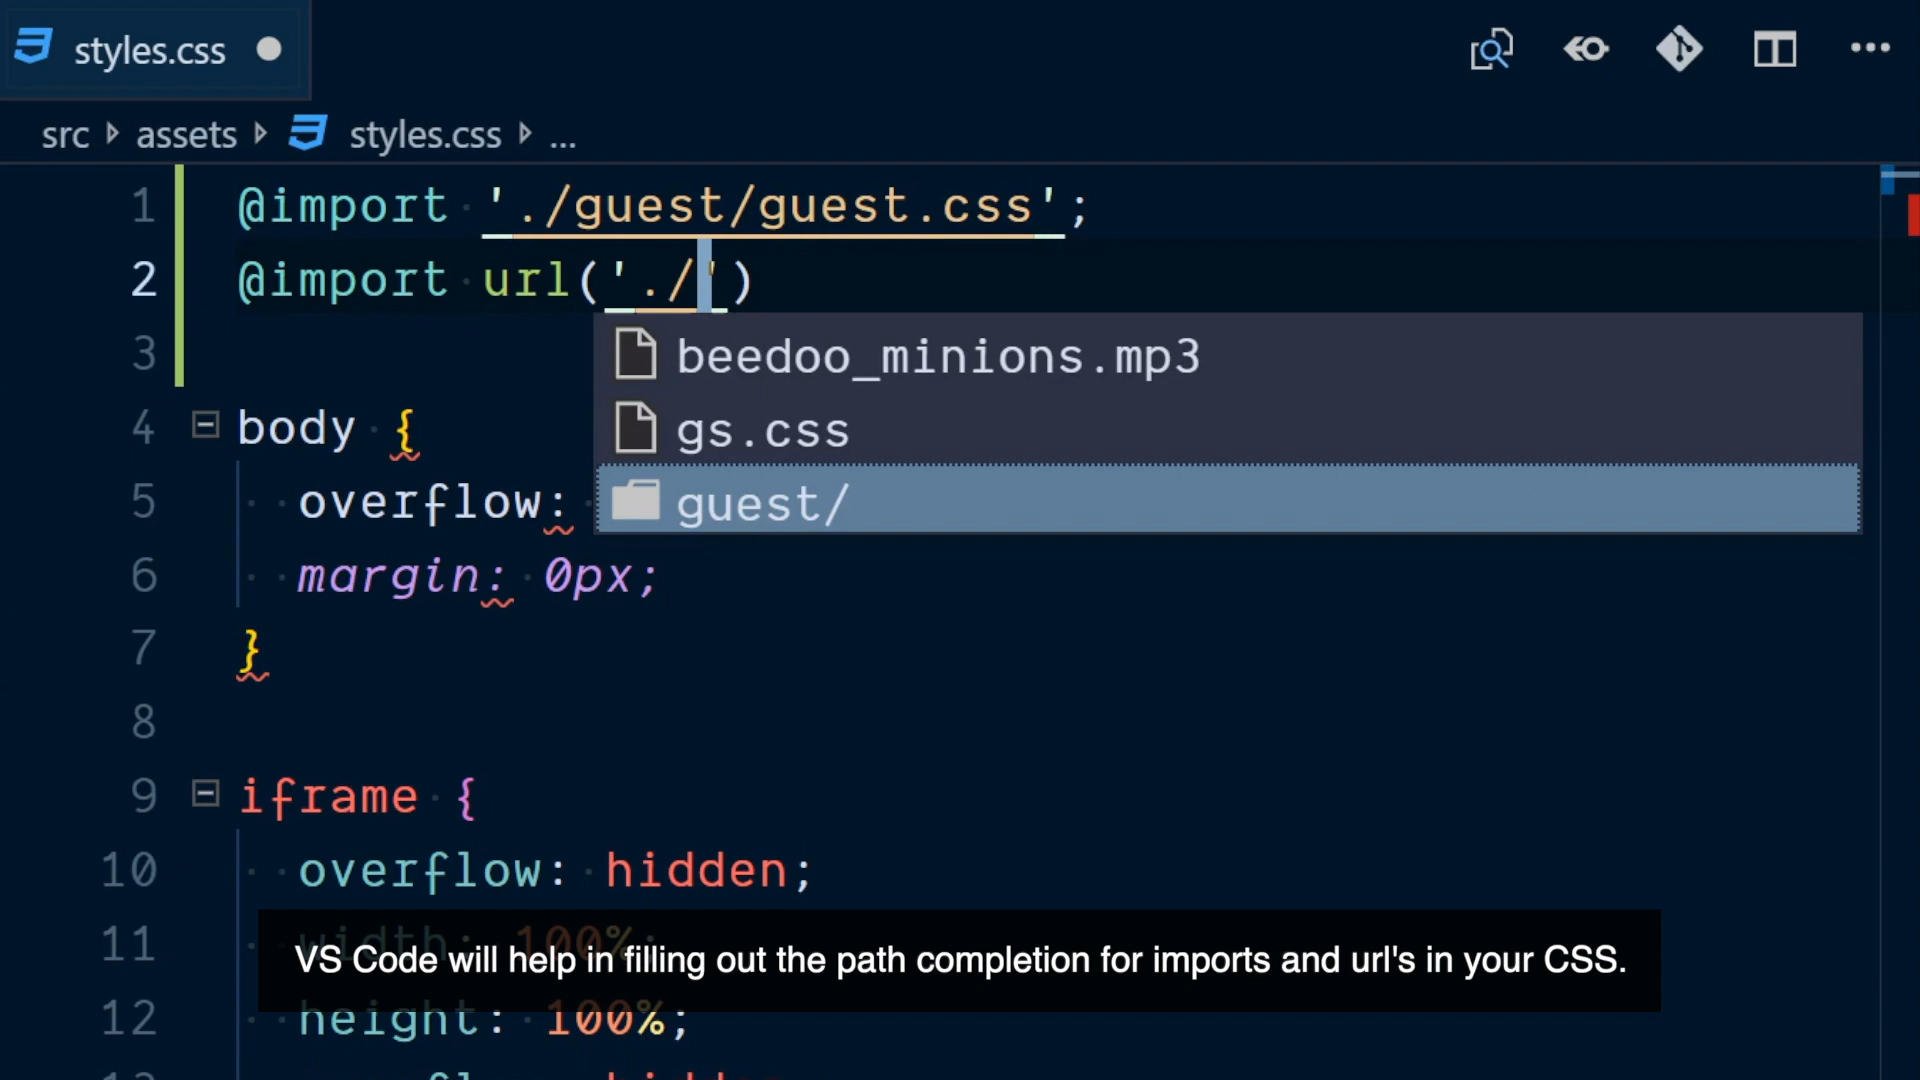 styles.css
src assets styles.css ...
1 @import './guest/guest.css';
2 @import url('./')
3
beedoo_minions.mp3
4 body {
gs.css
5 overflow:
guest/
6 margin: 0px;
7 }
8
9 iframe {
10 overflow: hidden;
11 width: 100%;
VS Code will help in filling out the path completion for imports and url's in your CSS.
12 height: 100%;